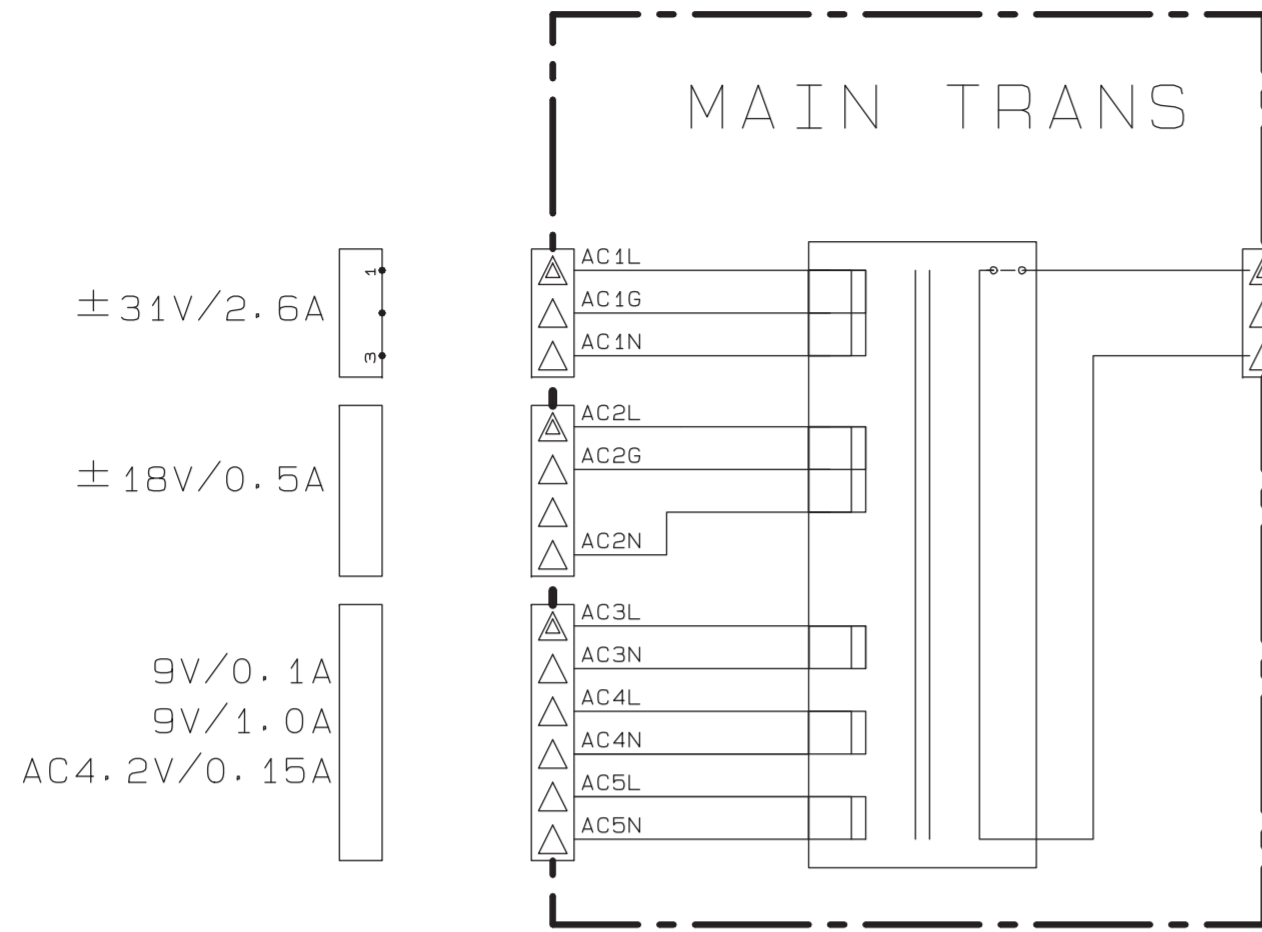 MAIN TRANS
±31V/2.6A
1
3
AC1L
AC1G
AC1N
±18V/0.5A
AC2L
AC2G
AC2N
9V/0.1A
9V/1.0A
AC4.2V/0.15A
AC3L
AC3N
AC4L
AC4N
AC5L
AC5N